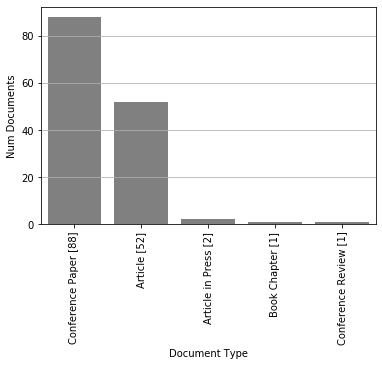 80
60
40
20
0
Num Documents
Conference Paper [88]
Article [52]
Article in Press [2]
Book Chapter [1]
Conference Review [1]
Document Type